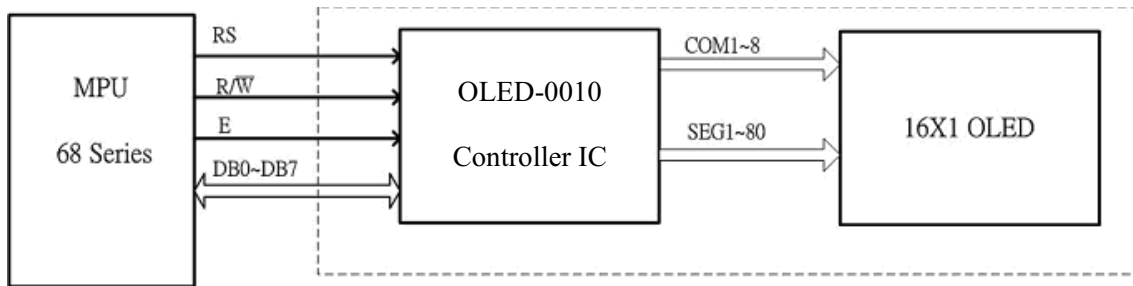 MPU
68 Series
RS
R/W̅
E
DB0~DB7
OLED-0010
Controller IC
COM1~8
SEG1~80
16X1 OLED